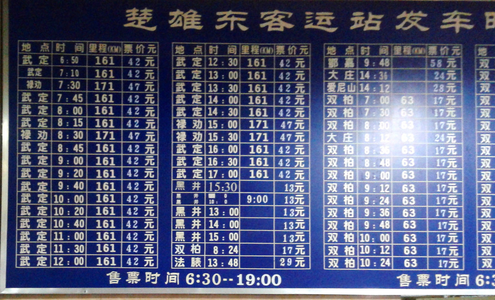 楚雄东客运站发车时
地点 时间 里程(KM) 票价元
武定 6:50 161 42元
武定 7:10 161 42元
禄劝 7:30 171 47元
武定 7:45 161 42元
武定 8:00 161 42元
武定 8:15 161 42元
禄劝 8:30 171 47元
武定 8:45 161 42元
武定 9:00 161 42元
武定 9:20 161 42元
武定 9:40 161 42元
武定 10:00 161 42元
武定 10:20 161 42元
武定 10:40 161 42元
武定 11:00 161 42元
武定 11:30 161 42元
武定 12:00 161 42元
地点 时间 里程(KM) 票价元
武定 12:30 161 42元
武定 13:00 161 42元
武定 13:30 161 42元
武定 14:00 161 42元
武定 14:30 161 42元
禄劝 15:00 171 47元
武定 15:30 161 42元
武定 16:00 161 42元
武定 16:30 161 42元
武定 17:00 161 42元
黑井 15:30 13元
黑井 9:00 13元
黑井 13:00 13元
黑井 14:00 13元
黑井 15:00 13元
双柏 8:24 17元
法脿 13:48 29元
地点 时间 里程(KM) 票价元
鄂嘉 9:48 58元
大庄 14:36 24元
爱尼山 14:12 28元
双柏 7:00 63 17元
双柏 63 17元
双柏 8:00 63 17元
大庄 24元
双柏 63 17元
双柏 8:48 63 17元
双柏 9:00 63 17元
双柏 9:12 63 17元
双柏 9:24 63 17元
双柏 9:36 63 17元
双柏 9:48 63 17元
双柏 10:00 63 17元
双柏 10:12 63 17元
双柏 10:24 63 17元
售票时间 6:30--19:00
售票时间 6:3